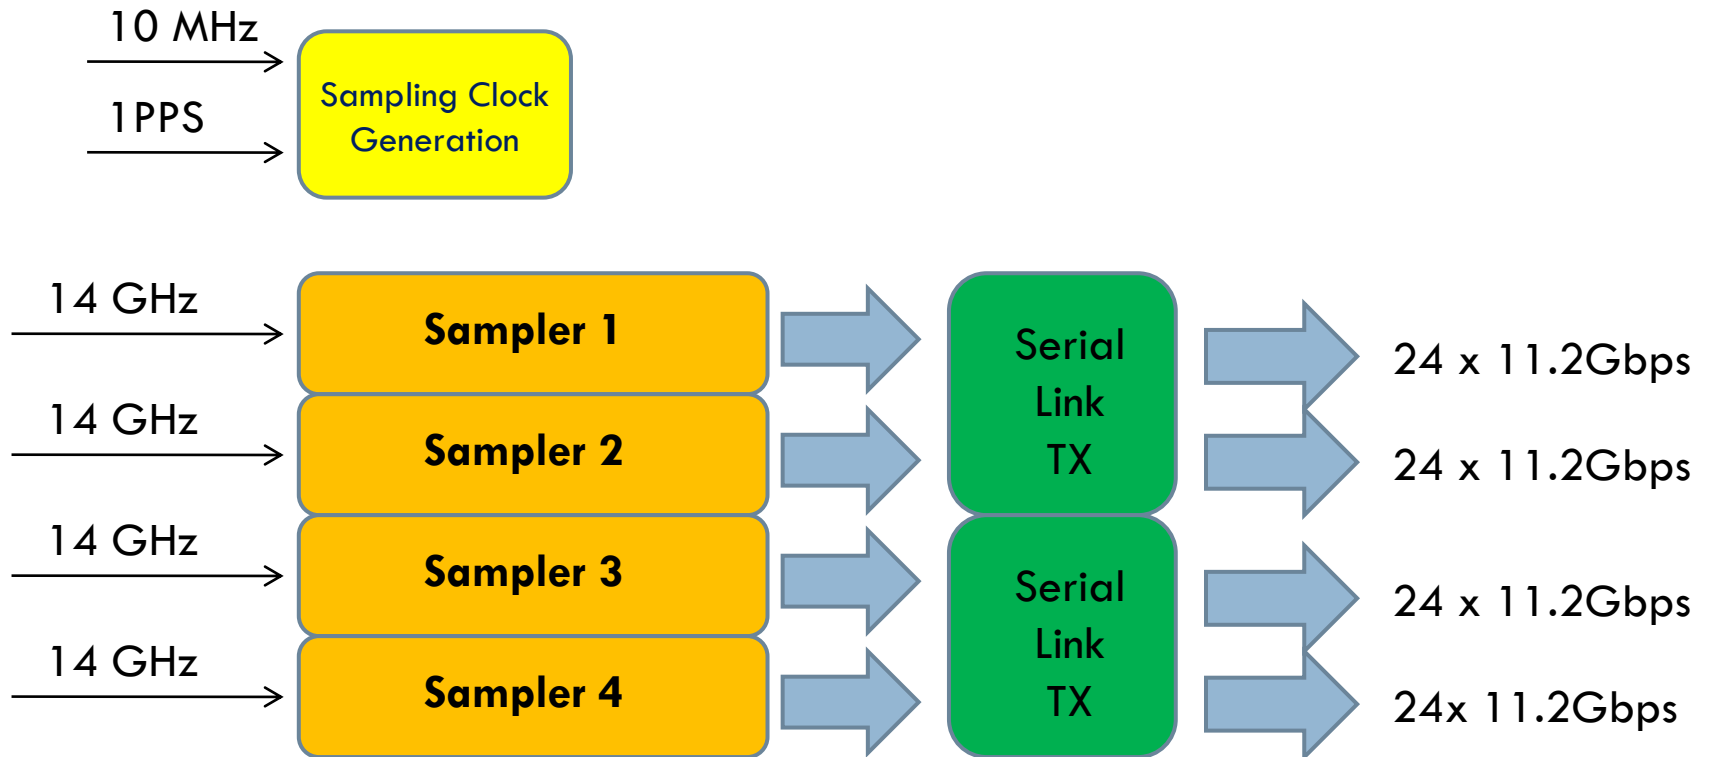 10 MHz
1PPS
Sampling Clock
Generation
14 GHz
Sampler 1
14 GHz
Sampler 2
Serial
Link
TX
24 x 11.2Gbps
24 x 11.2Gbps
14 GHz
Sampler 3
14 GHz
Sampler 4
Serial
Link
TX
24 x 11.2Gbps
24x 11.2Gbps